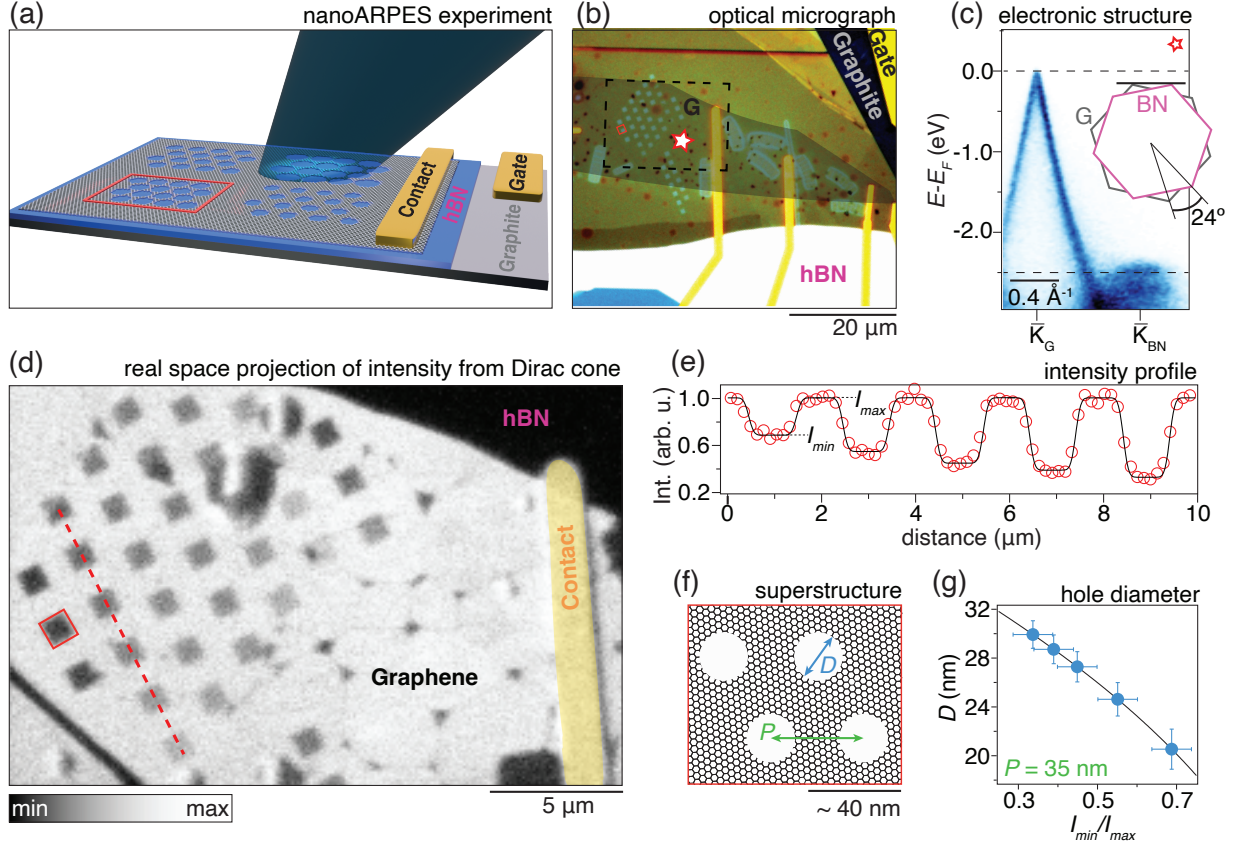 (a) nanoARPES experiment
Contact
hBN
Gate
Graphite
(b) optical micrograph
Graphite
Gate
G
hBN
20 μm
(c) electronic structure
0.0
-1.0
-2.0
E-E_F (eV)
G
BN
24º
0.4 Å⁻¹
K̅_G
K̅_BN
(d) real space projection of intensity from Dirac cone
hBN
Contact
Graphene
min max
5 μm
(e) intensity profile
Int. (arb. u.)
1.0
0.6
0.2
I_max
I_min
0 2 4 6 8 10
distance (μm)
(f) superstructure
D
P
~ 40 nm
(g) hole diameter
D (nm)
32
28
24
20
P = 35 nm
0.3 0.5 0.7
I_min/I_max